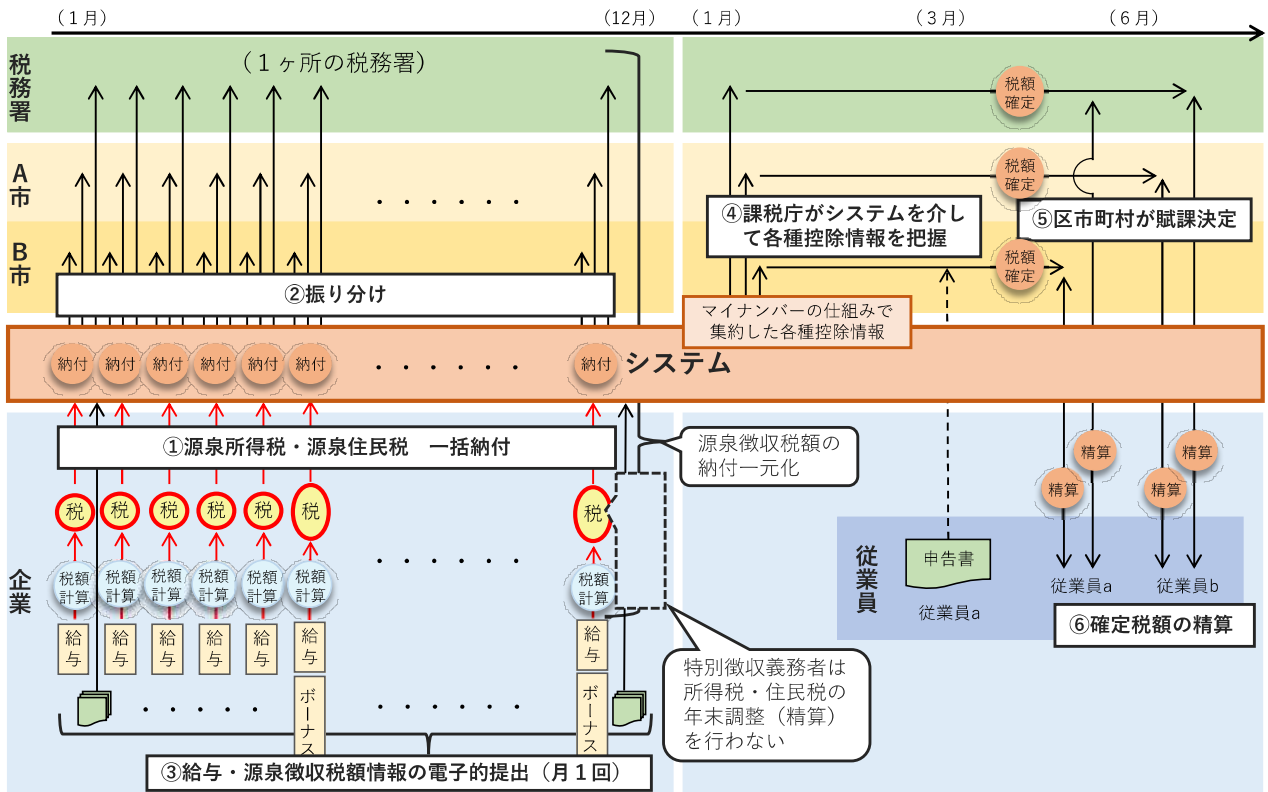 （１月）
（12月）
（１月）
（３月）
（６月）
税務署
（１ヶ所の税務署）
税額
確定
A市
・・・・・・
税額
確定
④課税庁がシステムを介し
て各種控除情報を把握
⑤区市町村が賦課決定
B市
税額
確定
②振り分け
マイナンバーの仕組みで
集約した各種控除情報
納付
納付
納付
納付
納付
納付
・・・・・・
納付
システム
①源泉所得税・源泉住民税　一括納付
源泉徴収税額の
納付一元化
精算
精算
精算
精算
税
税
税
税
税
税
税
企業
税額
計算
税額
計算
税額
計算
税額
計算
税額
計算
税額
計算
・・・・・・
税額
計算
従業員
申告書
従業員a
従業員a
従業員b
⑥確定税額の精算
給与
給与
給与
給与
給与
給与
給与
特別徴収義務者は
所得税・住民税の
年末調整（精算）
を行わない
・・・・・
ボーナス
・・・・・・
ボーナス
③給与・源泉徴収税額情報の電子的提出（月１回）